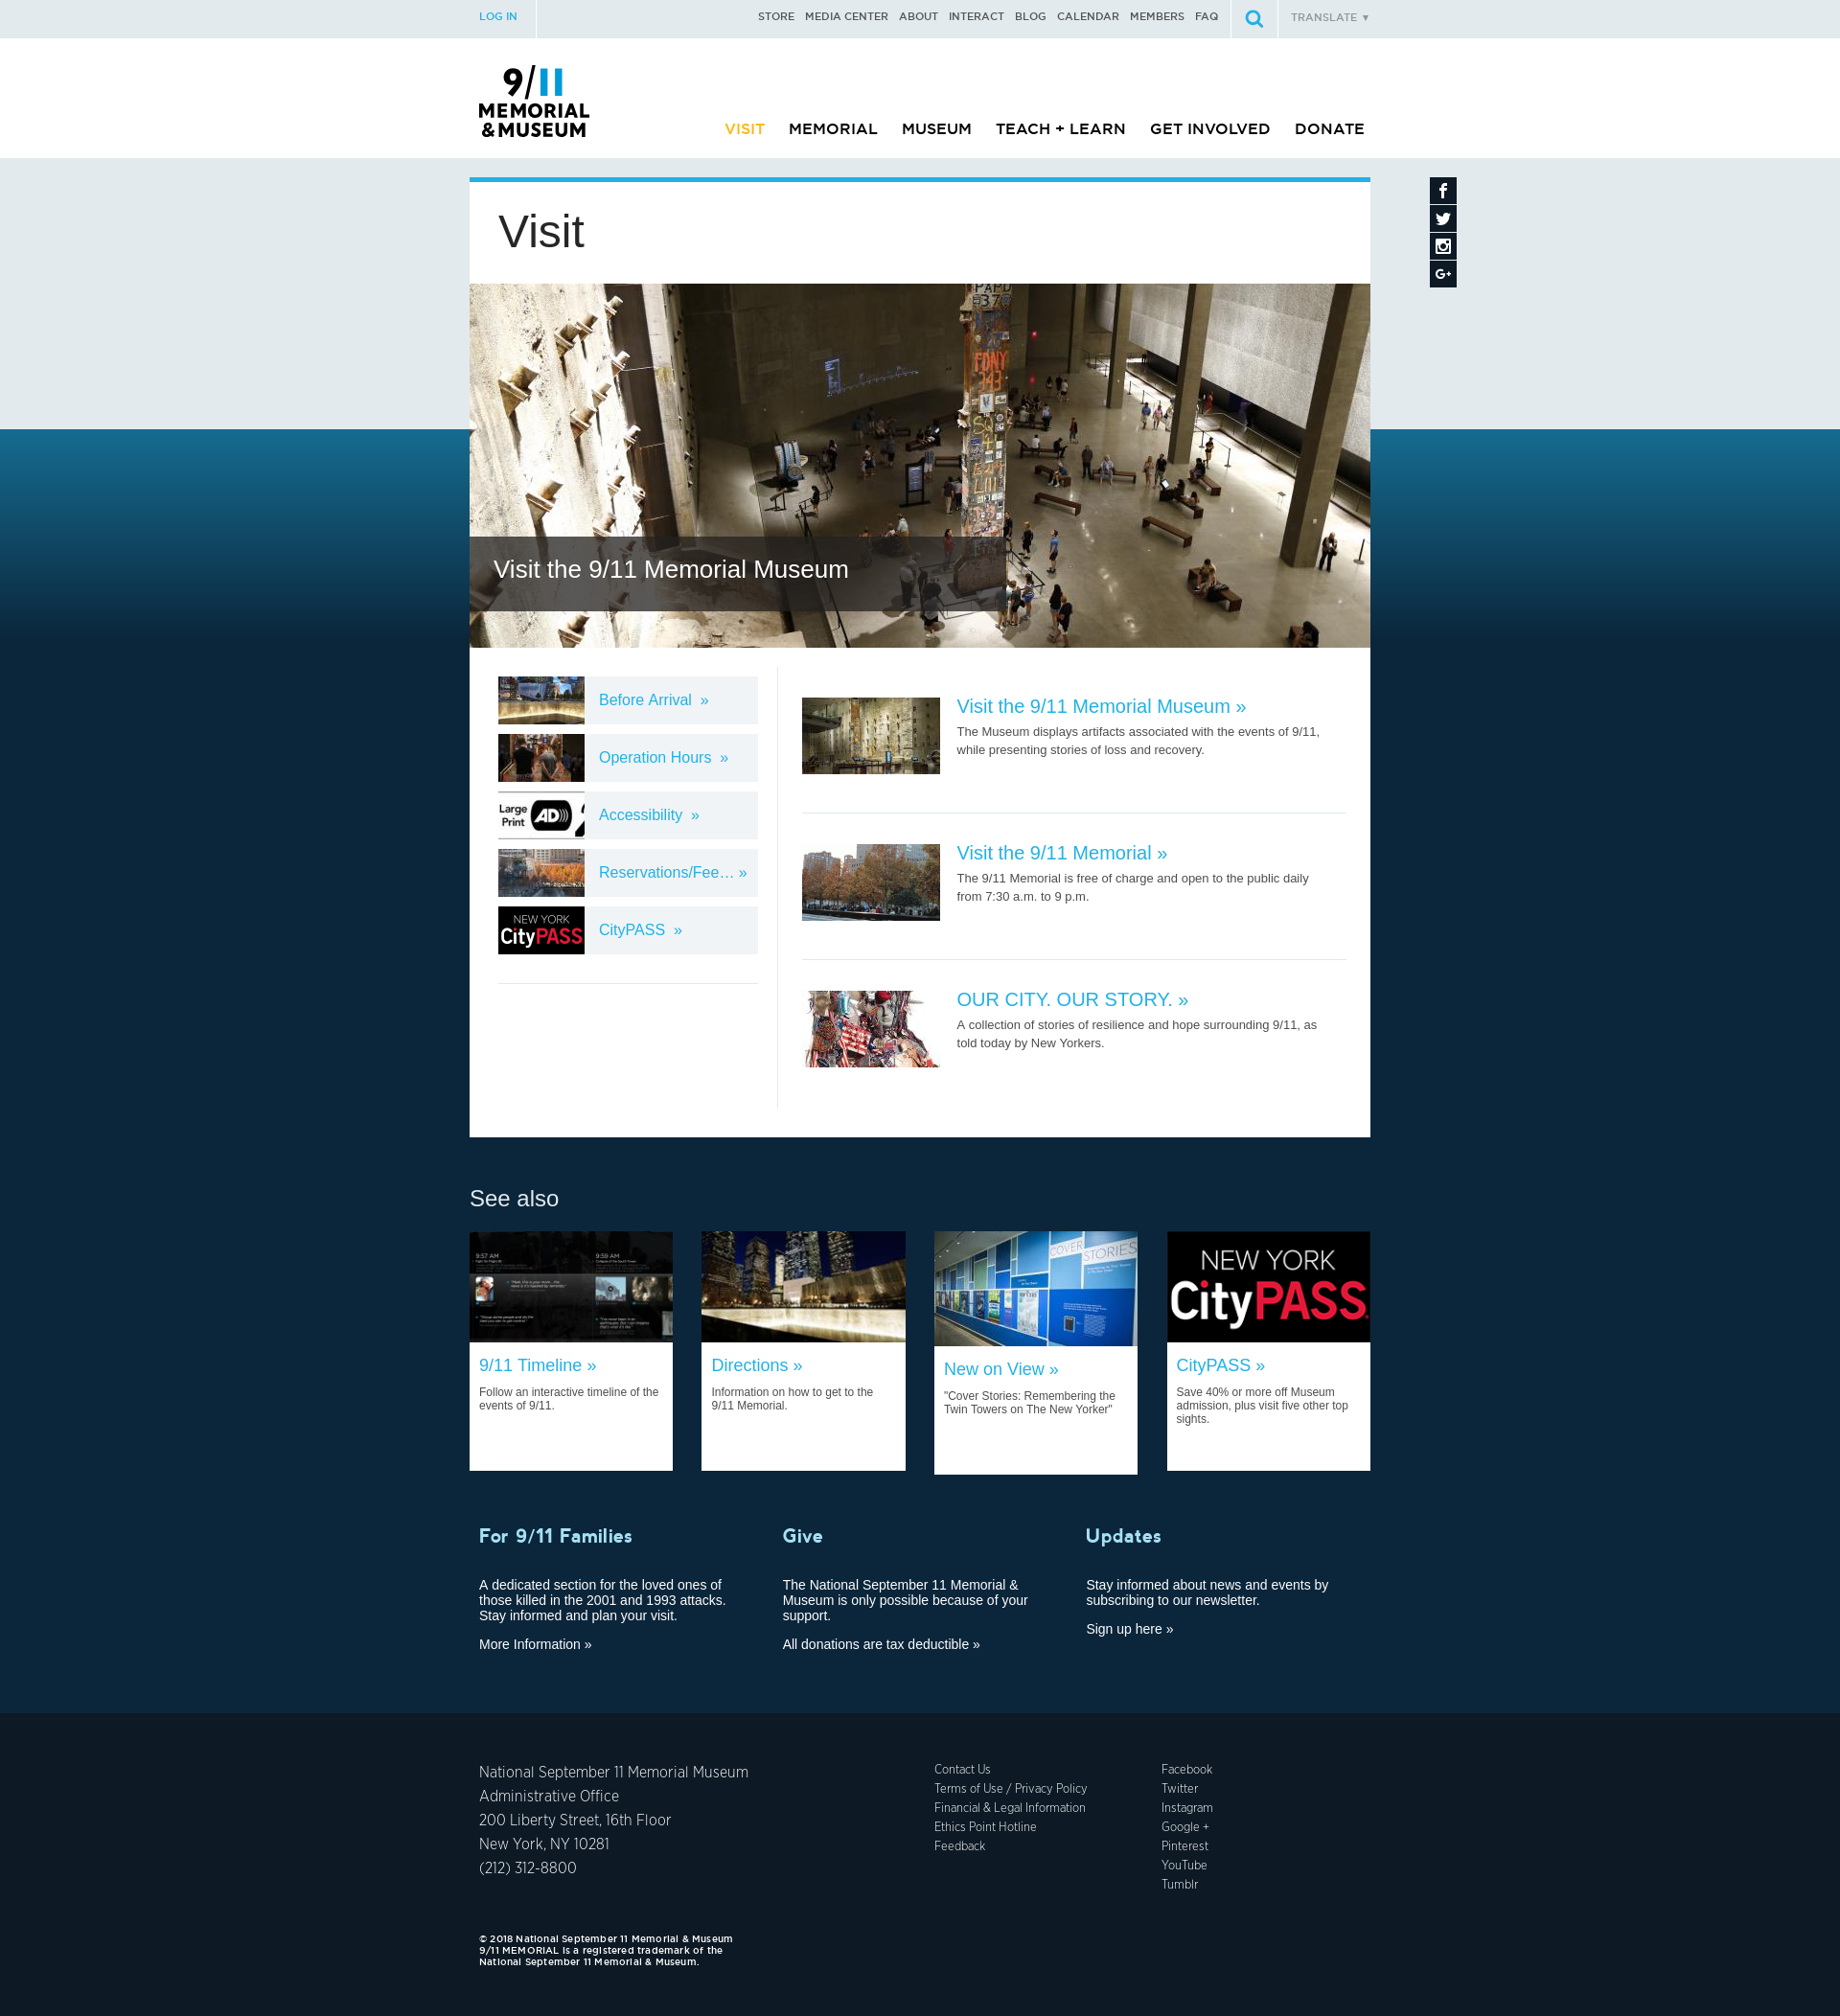 LOG IN
STORE MEDIA CENTER ABOUT INTERACT BLOG CALENDAR MEMBERS FAQ
TRANSLATE ▼
9/11
MEMORIAL
&MUSEUM
VISIT MEMORIAL MUSEUM TEACH + LEARN GET INVOLVED DONATE
Visit
PAPD
37
FDNY
343
Visit the 9/11 Memorial Museum
Before Arrival »
Operation Hours »
Large
Print
AD
Accessibility »
Reservations/Fee… »
NEW YORK
CityPASS
CityPASS »
Visit the 9/11 Memorial Museum »
The Museum displays artifacts associated with the events of 9/11,
while presenting stories of loss and recovery.
Visit the 9/11 Memorial »
The 9/11 Memorial is free of charge and open to the public daily
from 7:30 a.m. to 9 p.m.
OUR CITY. OUR STORY. »
A collection of stories of resilience and hope surrounding 9/11, as
told today by New Yorkers.
See also
9:57 AM
9:59 AM
9/11 Timeline »
Follow an interactive timeline of the
events of 9/11.
Directions »
Information on how to get to the
9/11 Memorial.
COVER STORIES
New on View »
"Cover Stories: Remembering the
Twin Towers on The New Yorker"
NEW YORK
CityPASS
CityPASS »
Save 40% or more off Museum
admission, plus visit five other top
sights.
For 9/11 Families
A dedicated section for the loved ones of
those killed in the 2001 and 1993 attacks.
Stay informed and plan your visit.
More Information »
Give
The National September 11 Memorial &
Museum is only possible because of your
support.
All donations are tax deductible »
Updates
Stay informed about news and events by
subscribing to our newsletter.
Sign up here »
National September 11 Memorial Museum
Administrative Office
200 Liberty Street, 16th Floor
New York, NY 10281
(212) 312-8800
Contact Us
Terms of Use / Privacy Policy
Financial & Legal Information
Ethics Point Hotline
Feedback
Facebook
Twitter
Instagram
Google +
Pinterest
YouTube
Tumblr
© 2018 National September 11 Memorial & Museum
9/11 MEMORIAL is a registered trademark of the
National September 11 Memorial & Museum.